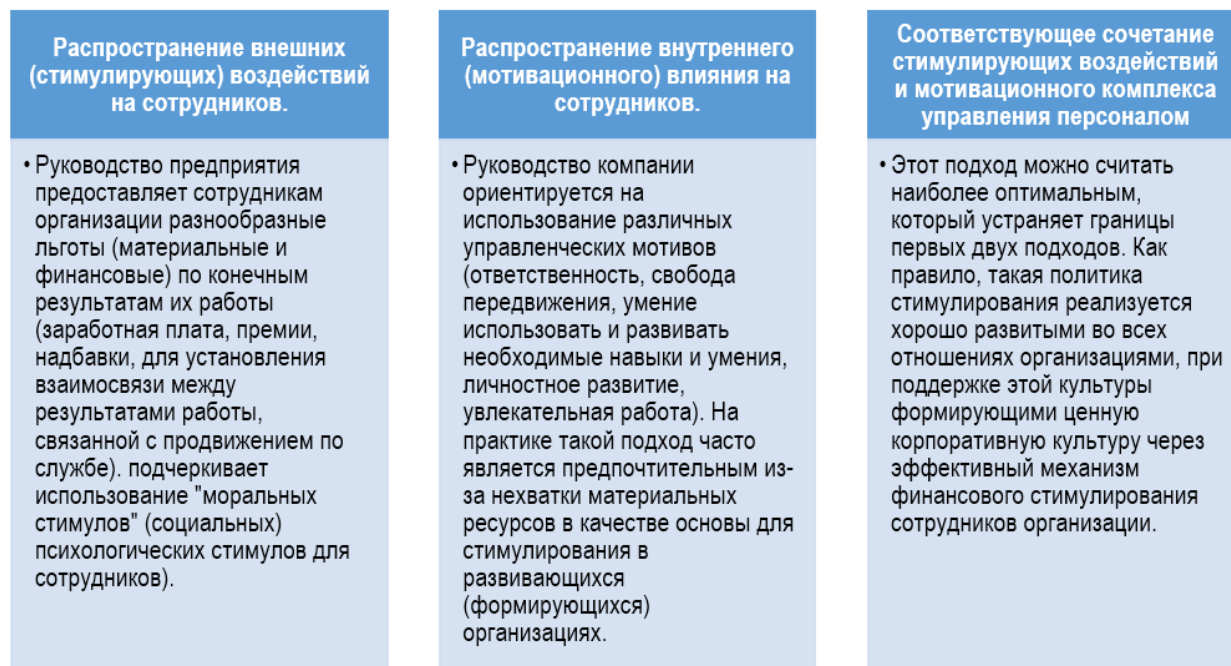 Распространение внешних
(стимулирующих) воздействий
на сотрудников.
• Руководство предприятия
предоставляет сотрудникам
организации разнообразные
льготы (материальные и
финансовые) по конечным
результатам их работы
(заработная плата, премии,
надбавки, для установления
взаимосвязи между
результатами работы,
связанной с продвижением по
службе). подчеркивает
использование "моральных
стимулов" (социальных)
психологических стимулов для
сотрудников).
Распространение внутреннего
(мотивационного) влияния на
сотрудников.
• Руководство компании
ориентируется на
использование различных
управленческих мотивов
(ответственность, свобода
передвижения, умение
использовать и развивать
необходимые навыки и умения,
личностное развитие,
увлекательная работа). На
практике такой подход часто
является предпочтительным из-
за нехватки материальных
ресурсов в качестве основы для
стимулирования в
развивающихся
(формирующихся)
организациях.
Соответствующее сочетание
стимулирующих воздействий
и мотивационного комплекса
управления персоналом
• Этот подход можно считать
наиболее оптимальным,
который устраняет границы
первых двух подходов. Как
правило, такая политика
стимулирования реализуется
хорошо развитыми во всех
отношениях организациями, при
поддержке этой культуры
формирующими ценную
корпоративную культуру через
эффективный механизм
финансового стимулирования
сотрудников организации.